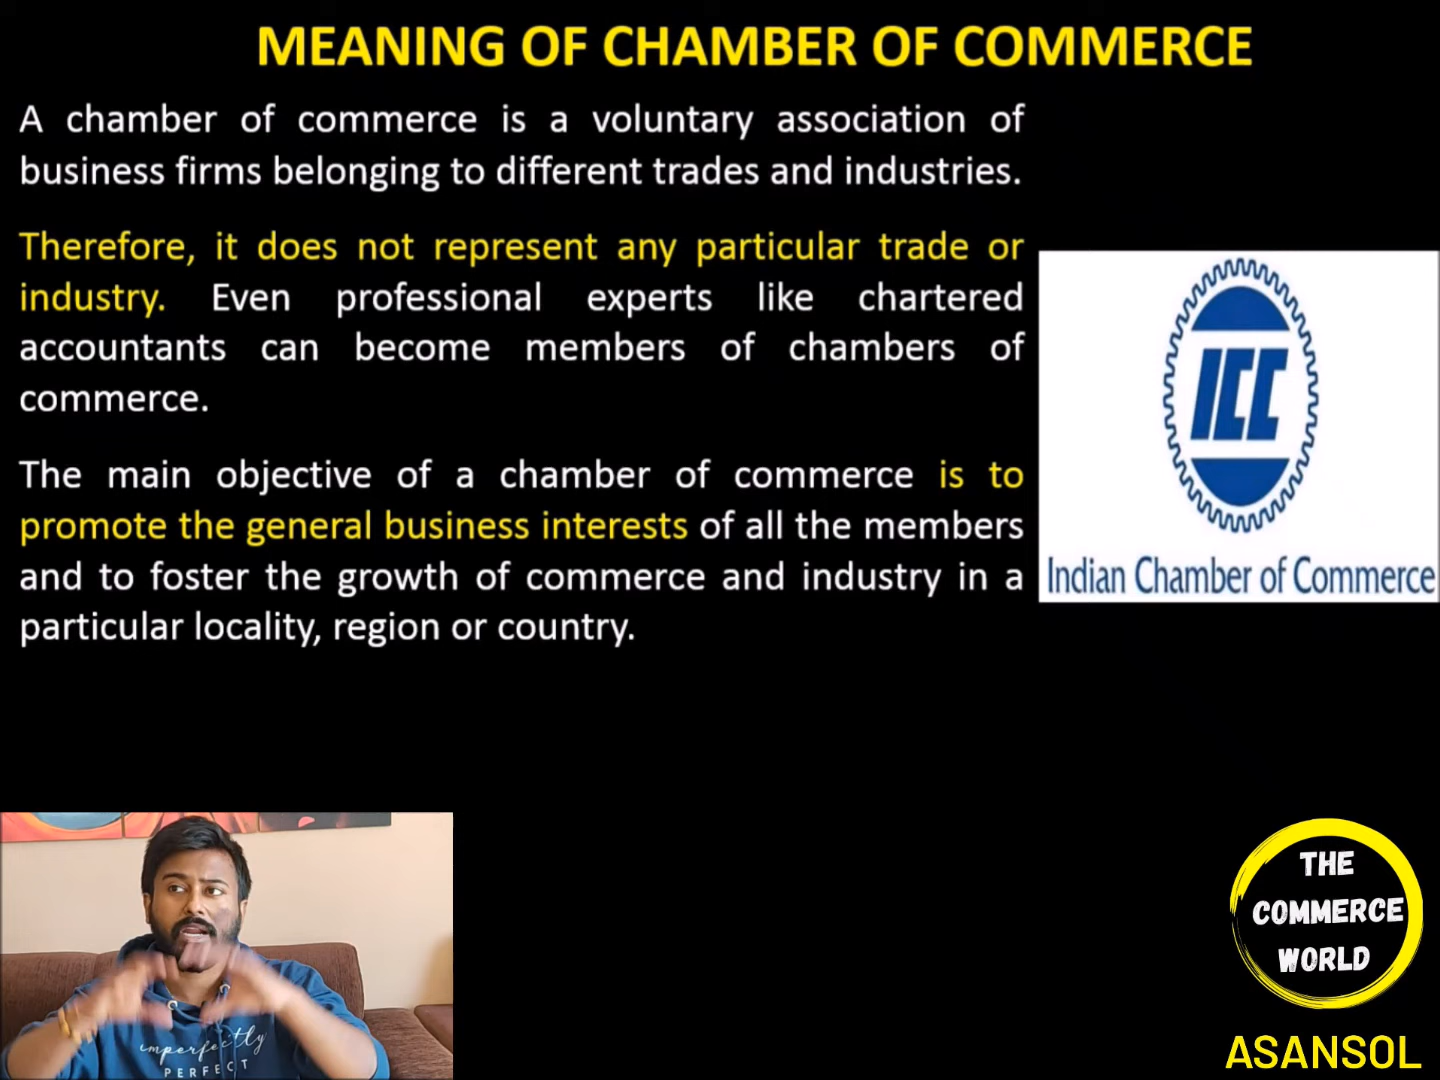 MEANING OF CHAMBER OF COMMERCE
A chamber of commerce is a voluntary association of
business firms belonging to different trades and industries.
Therefore, it does not represent any particular trade or
industry. Even professional experts like chartered
accountants can become members of chambers of
commerce.
The main objective of a chamber of commerce is to
promote the general business interests of all the members
and to foster the growth of commerce and industry in a
particular locality, region or country.
ICC
Indian Chamber of Commerce
imperfectly
PERFECT
THE
COMMERCE
WORLD
ASANSOL